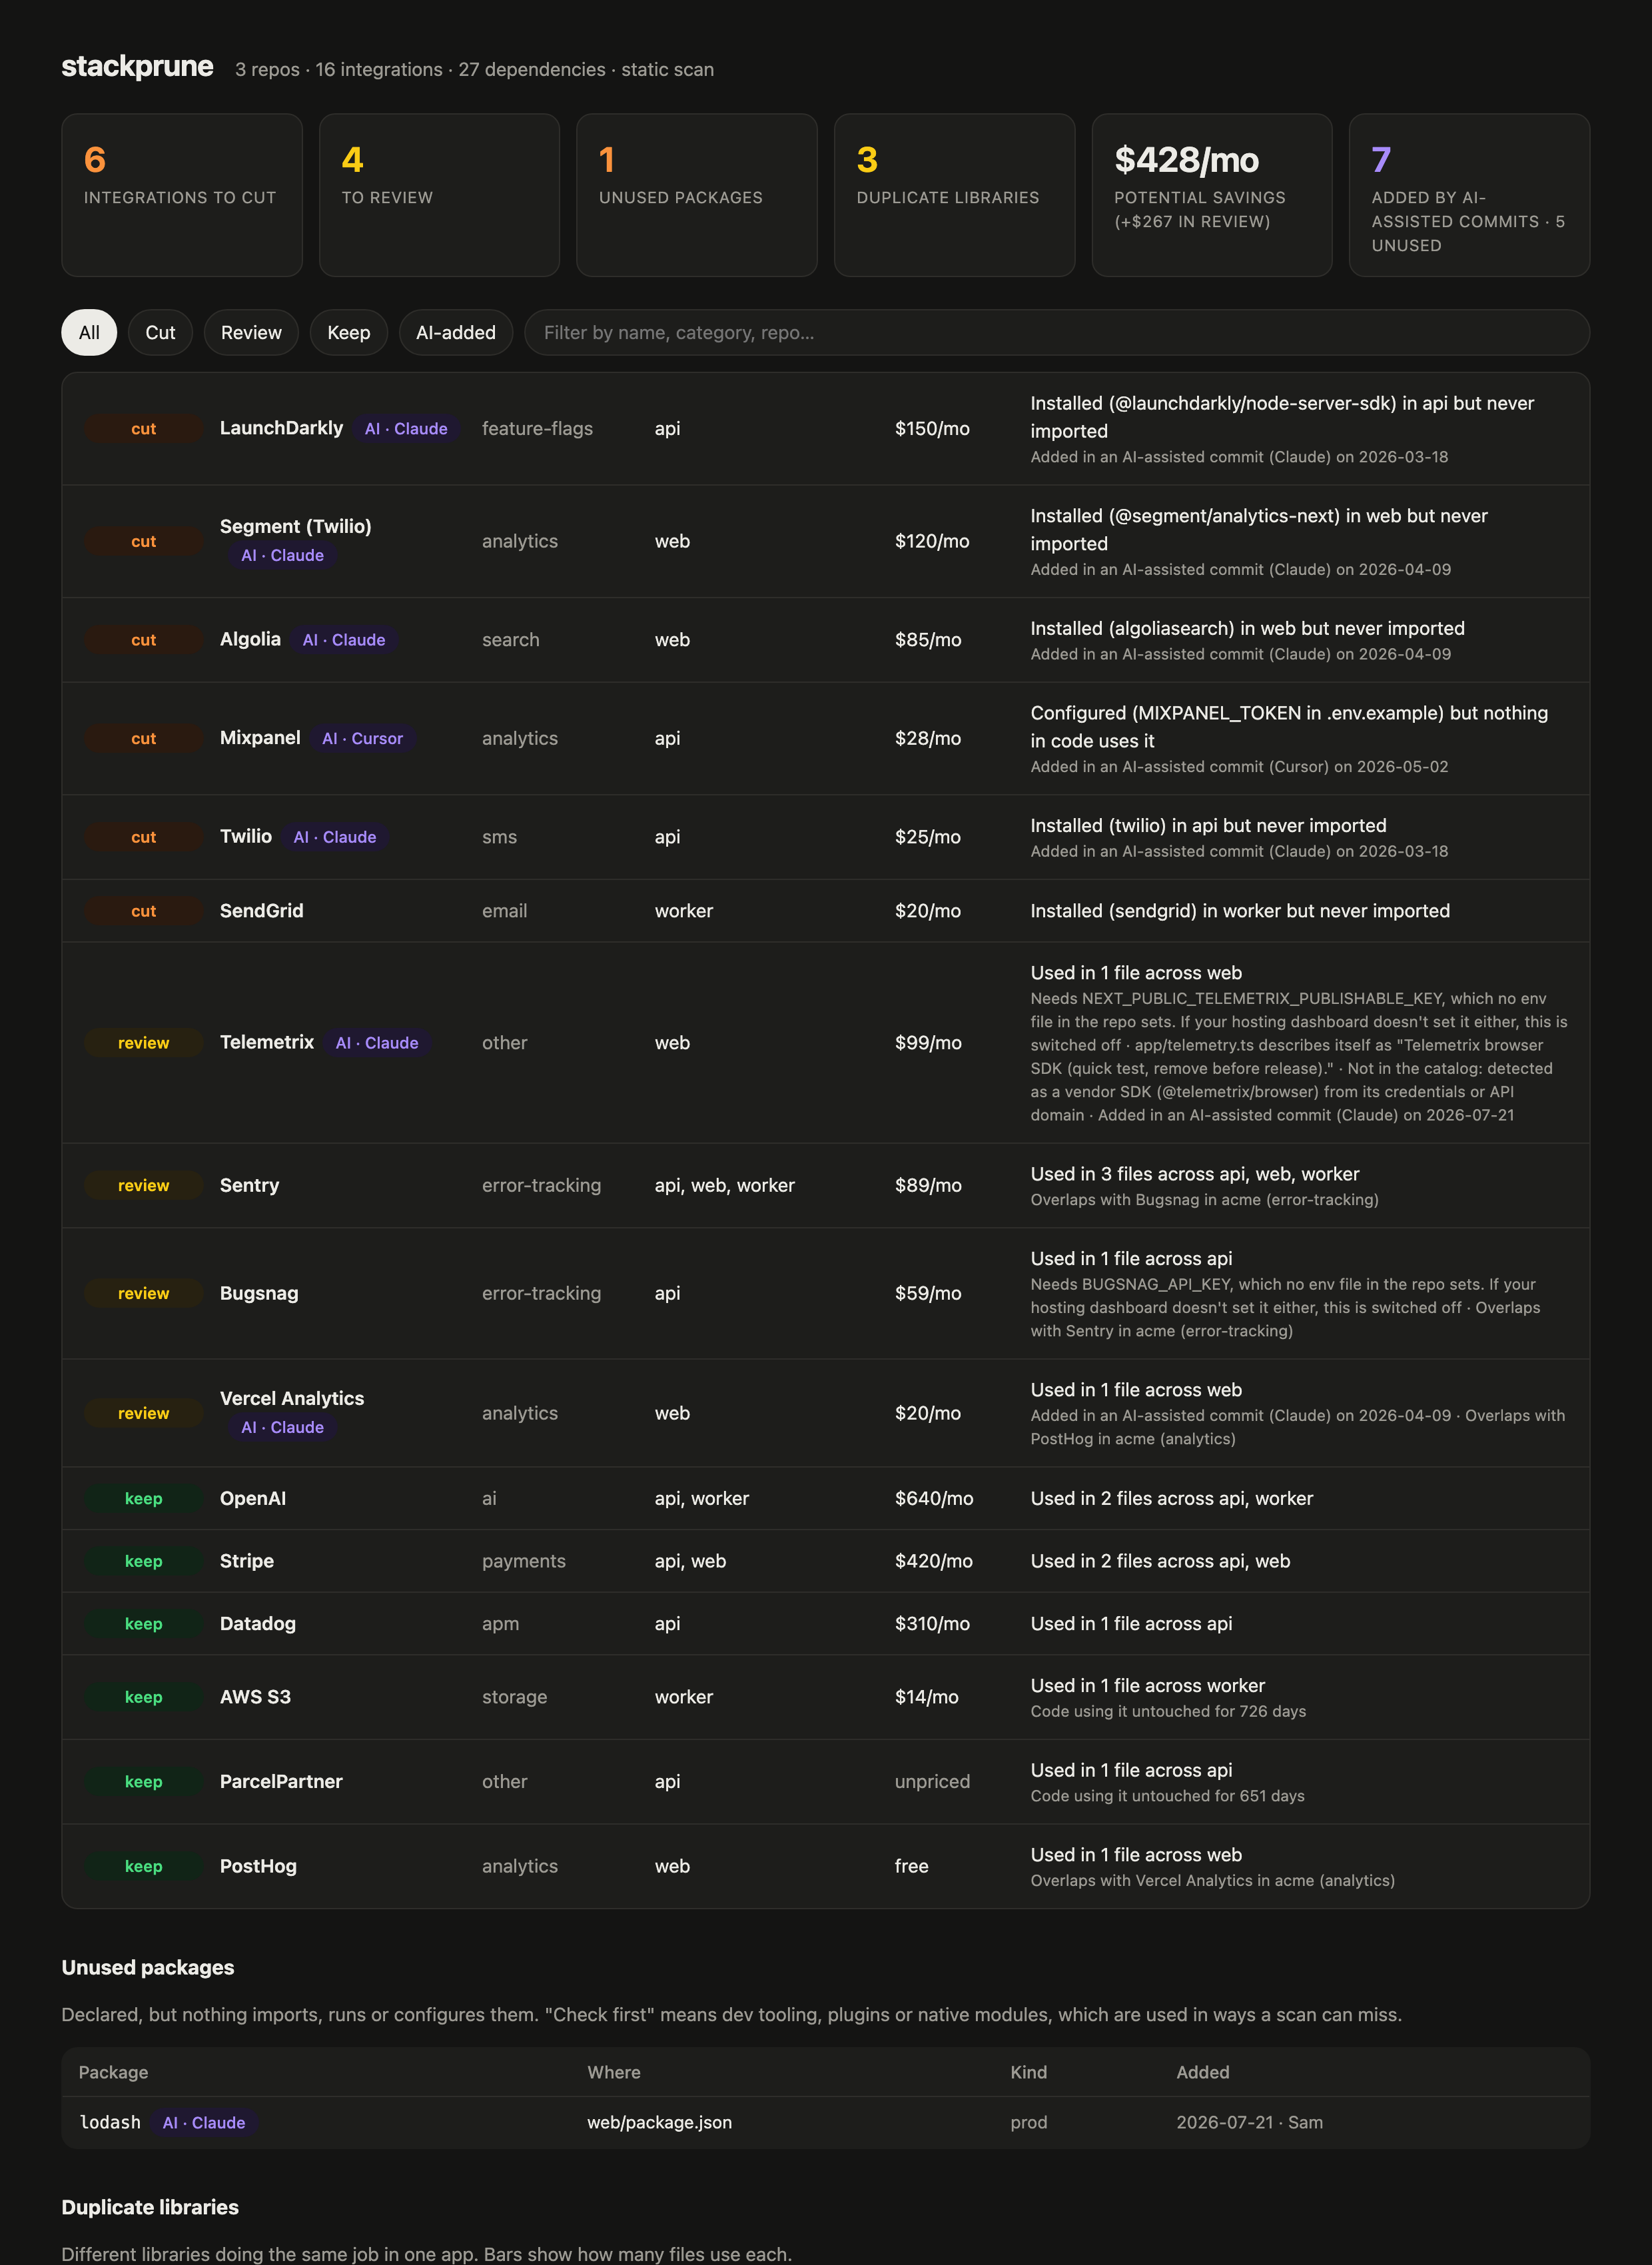 stackprune 3 repos · 16 integrations · 27 dependencies · static scan
6
INTEGRATIONS TO CUT
4
TO REVIEW
1
UNUSED PACKAGES
3
DUPLICATE LIBRARIES
$428/mo
POTENTIAL SAVINGS
(+$267 IN REVIEW)
7
ADDED BY AI-
ASSISTED COMMITS · 5
UNUSED
All Cut Review Keep AI-added Filter by name, category, repo...
cut LaunchDarkly AI · Claude feature-flags api $150/mo
Installed (@launchdarkly/node-server-sdk) in api but never
imported
Added in an AI-assisted commit (Claude) on 2026-03-18
cut Segment (Twilio)
AI · Claude
analytics web $120/mo
Installed (@segment/analytics-next) in web but never
imported
Added in an AI-assisted commit (Claude) on 2026-04-09
cut Algolia AI · Claude search web $85/mo
Installed (algoliasearch) in web but never imported
Added in an AI-assisted commit (Claude) on 2026-04-09
cut Mixpanel AI · Cursor analytics api $28/mo
Configured (MIXPANEL_TOKEN in .env.example) but nothing
in code uses it
Added in an AI-assisted commit (Cursor) on 2026-05-02
cut Twilio AI · Claude sms api $25/mo
Installed (twilio) in api but never imported
Added in an AI-assisted commit (Claude) on 2026-03-18
cut SendGrid email worker $20/mo Installed (sendgrid) in worker but never imported
review Telemetrix AI · Claude other web $99/mo
Used in 1 file across web
Needs NEXT_PUBLIC_TELEMETRIX_PUBLISHABLE_KEY, which no env
file in the repo sets. If your hosting dashboard doesn't set it either, this is
switched off · app/telemetry.ts describes itself as "Telemetrix browser
SDK (quick test, remove before release)." · Not in the catalog: detected
as a vendor SDK (@telemetrix/browser) from its credentials or API
domain · Added in an AI-assisted commit (Claude) on 2026-07-21
review Sentry error-tracking api, web, worker $89/mo
Used in 3 files across api, web, worker
Overlaps with Bugsnag in acme (error-tracking)
review Bugsnag error-tracking api $59/mo
Used in 1 file across api
Needs BUGSNAG_API_KEY, which no env file in the repo sets. If your
hosting dashboard doesn't set it either, this is switched off · Overlaps
with Sentry in acme (error-tracking)
review Vercel Analytics
AI · Claude
analytics web $20/mo
Used in 1 file across web
Added in an AI-assisted commit (Claude) on 2026-04-09 · Overlaps with
PostHog in acme (analytics)
keep OpenAI ai api, worker $640/mo Used in 2 files across api, worker
keep Stripe payments api, web $420/mo Used in 2 files across api, web
keep Datadog apm api $310/mo Used in 1 file across api
keep AWS S3 storage worker $14/mo
Used in 1 file across worker
Code using it untouched for 726 days
keep ParcelPartner other api unpriced
Used in 1 file across api
Code using it untouched for 651 days
keep PostHog analytics web free
Used in 1 file across web
Overlaps with Vercel Analytics in acme (analytics)
Unused packages
Declared, but nothing imports, runs or configures them. "Check first" means dev tooling, plugins or native modules, which are used in ways a scan can miss.
Package Where Kind Added
lodash AI · Claude web/package.json prod 2026-07-21 · Sam
Duplicate libraries
Different libraries doing the same job in one app. Bars show how many files use each.